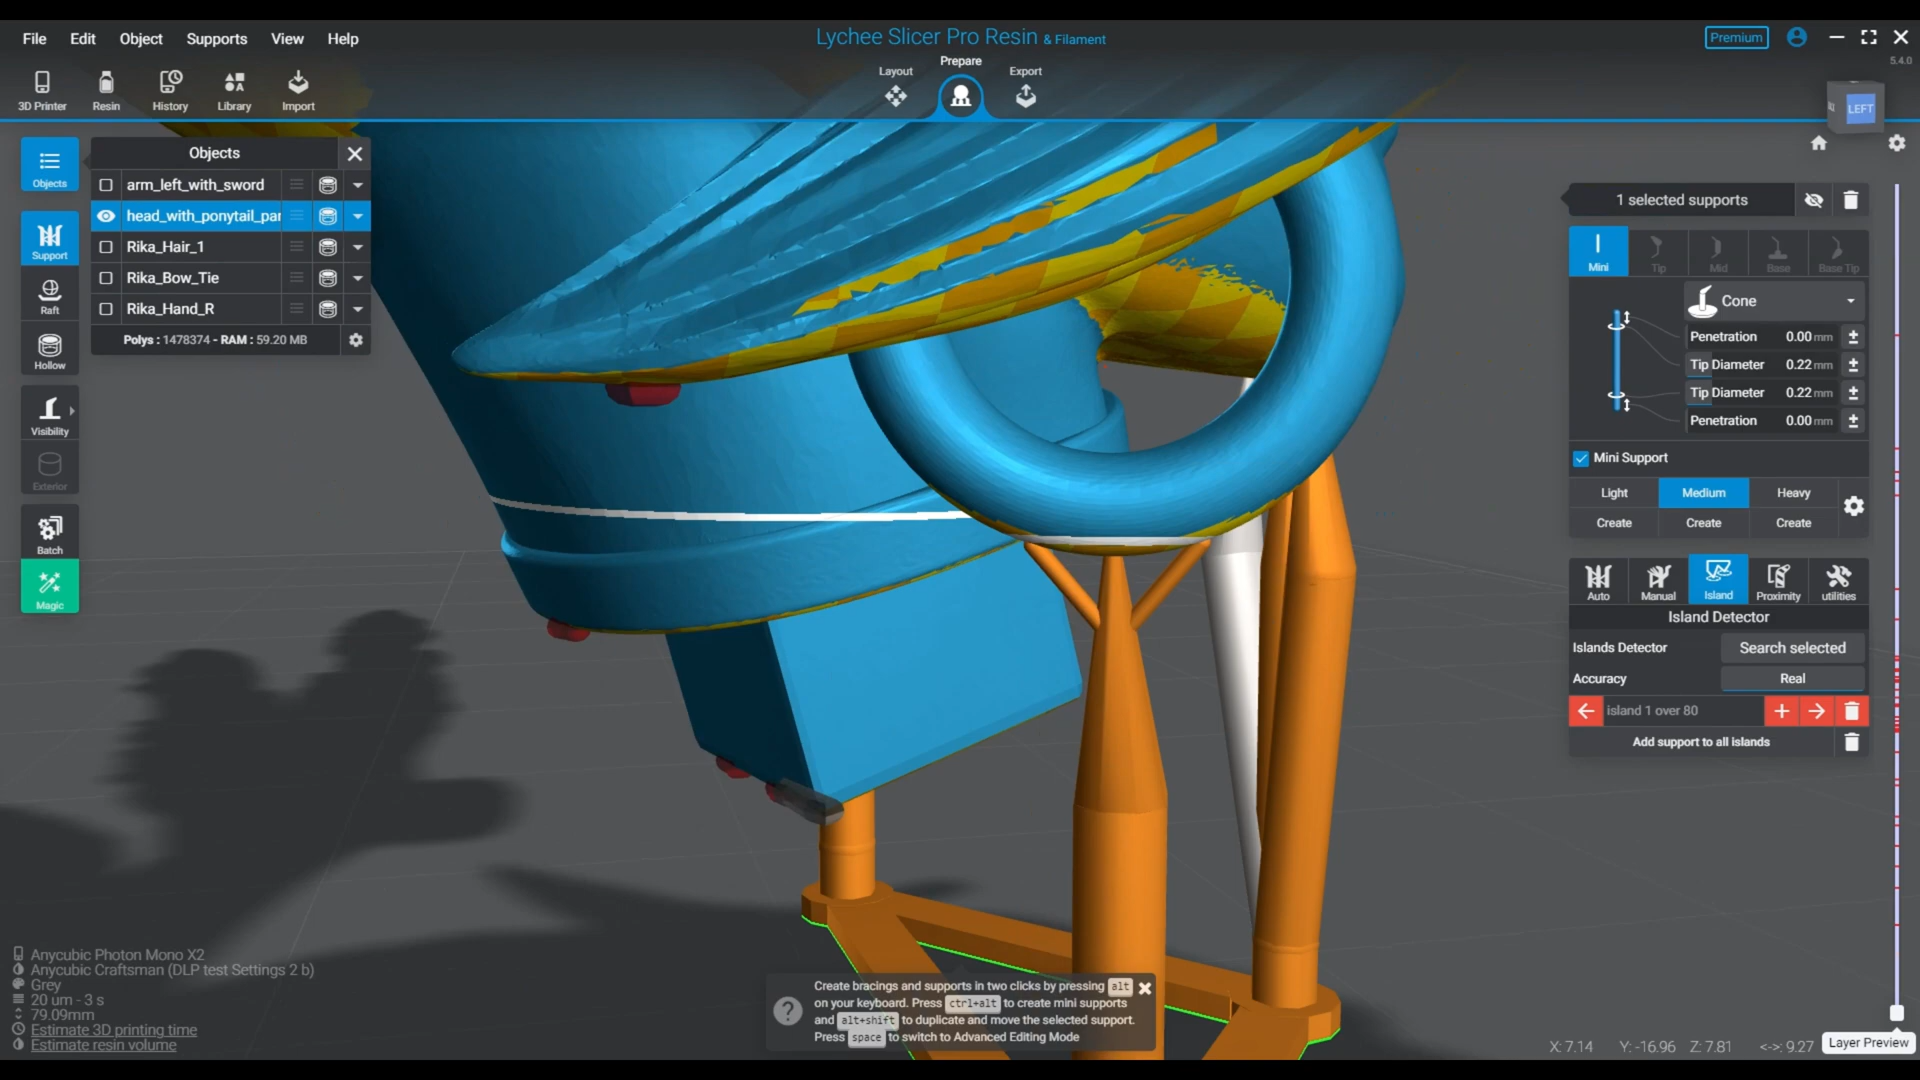 Lychee Slicer Pro Resin & Filament
File Edit Object Supports View Help
Premium
5.4.0
3D Printer Resin History Library Import
Layout Prepare Export
LEFT
Objects
Objects
arm_left_with_sword
head_with_ponytail_par
Rika_Hair_1
Rika_Bow_Tie
Rika_Hand_R
Polys : 1478374 - RAM : 59.20 MB
Support
Raft
Hollow
Visibility
Exterior
Batch
Magic
1 selected supports
Mini Tip Mid Base Base Tip
Cone
Penetration 0.00 mm
Tip Diameter 0.22 mm
Tip Diameter 0.22 mm
Penetration 0.00 mm
Mini Support
Light Medium Heavy
Create Create Create
Auto Manual Island Proximity utilities
Island Detector
Islands Detector Search selected
Accuracy Real
island 1 over 80
Add support to all islands
Anycubic Photon Mono X2
Anycubic Craftsman (DLP test Settings 2 b)
Grey
20 um - 3 s
79.09mm
Estimate 3D printing time
Estimate resin volume
Create bracings and supports in two clicks by pressing alt
on your keyboard. Press ctrl+alt to create mini supports
and alt+shift to duplicate and move the selected support.
Press space to switch to Advanced Editing Mode
X: 7.14 Y: -16.96 Z: 7.81 <->: 9.27
Layer Preview